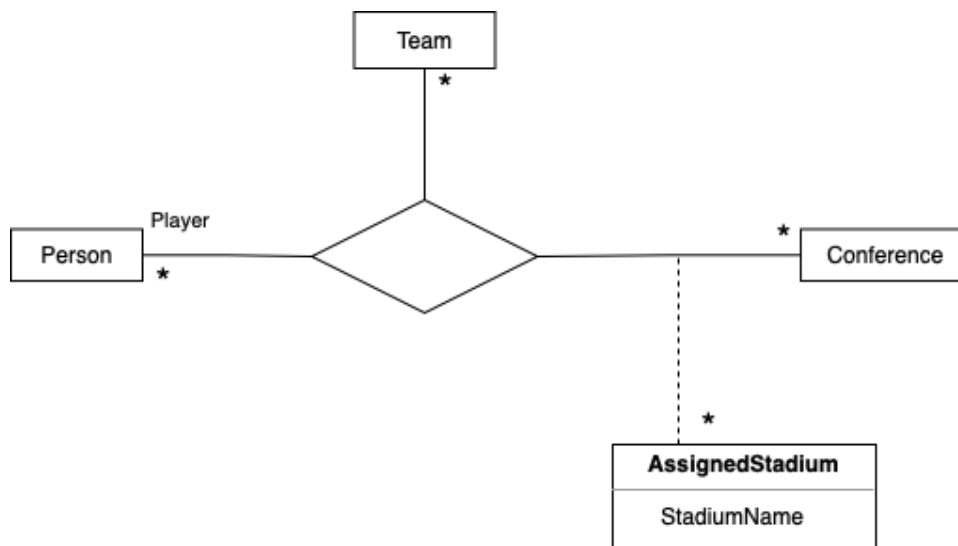 Team
*
Player
*
Person
*
Conference
*
AssignedStadium
StadiumName